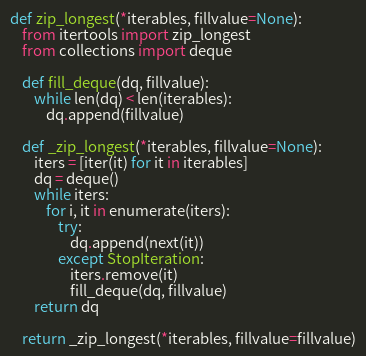 def zip_longest(*iterables, fillvalue=None):
    from itertools import zip_longest
    from collections import deque

    def fill_deque(dq, fillvalue):
        while len(dq) < len(iterables):
            dq.append(fillvalue)

    def _zip_longest(*iterables, fillvalue=None):
        iters = [iter(it) for it in iterables]
        dq = deque()
        while iters:
            for i, it in enumerate(iters):
                try:
                    dq.append(next(it))
                except StopIteration:
                    iters.remove(it)
                    fill_deque(dq, fillvalue)
        return dq

    return _zip_longest(*iterables, fillvalue=fillvalue)